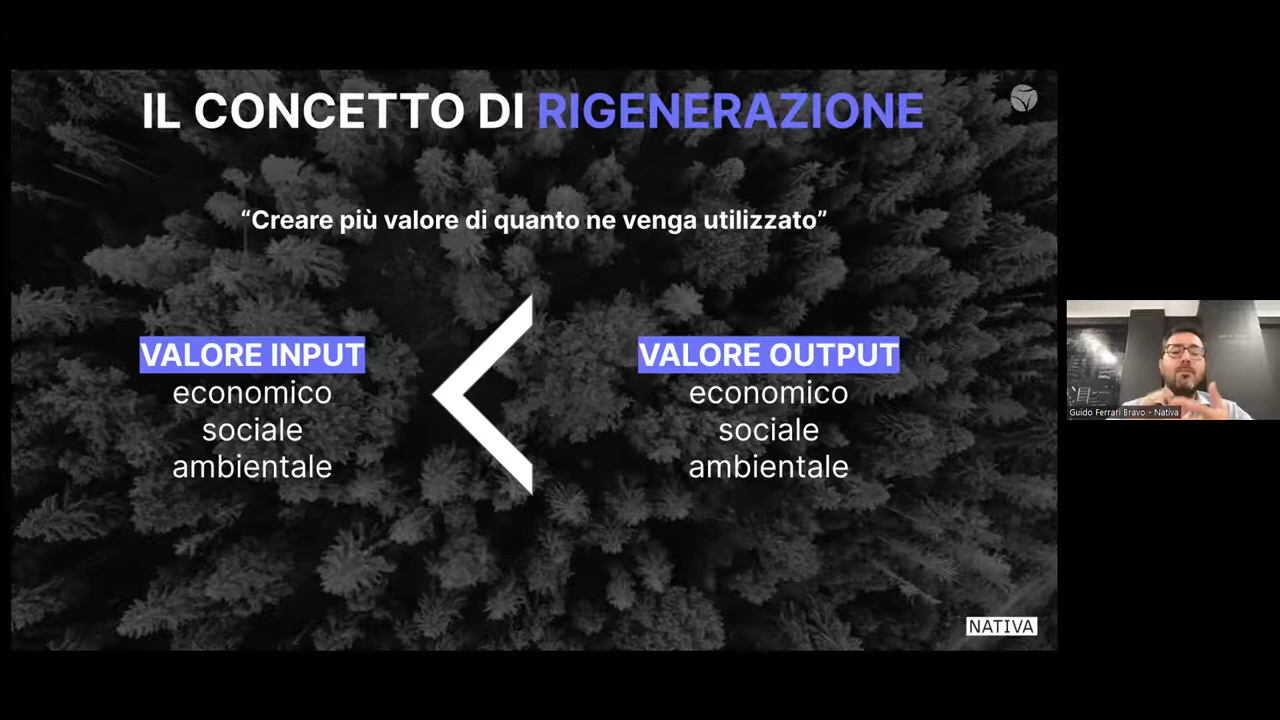 IL CONCETTO DI RIGENERAZIONE
“Creare più valore di quanto ne venga utilizzato”
VALORE INPUT
economico
sociale
ambientale
VALORE OUTPUT
economico
sociale
ambientale
NATIVA
Guido Ferrari Bravo - Nativa